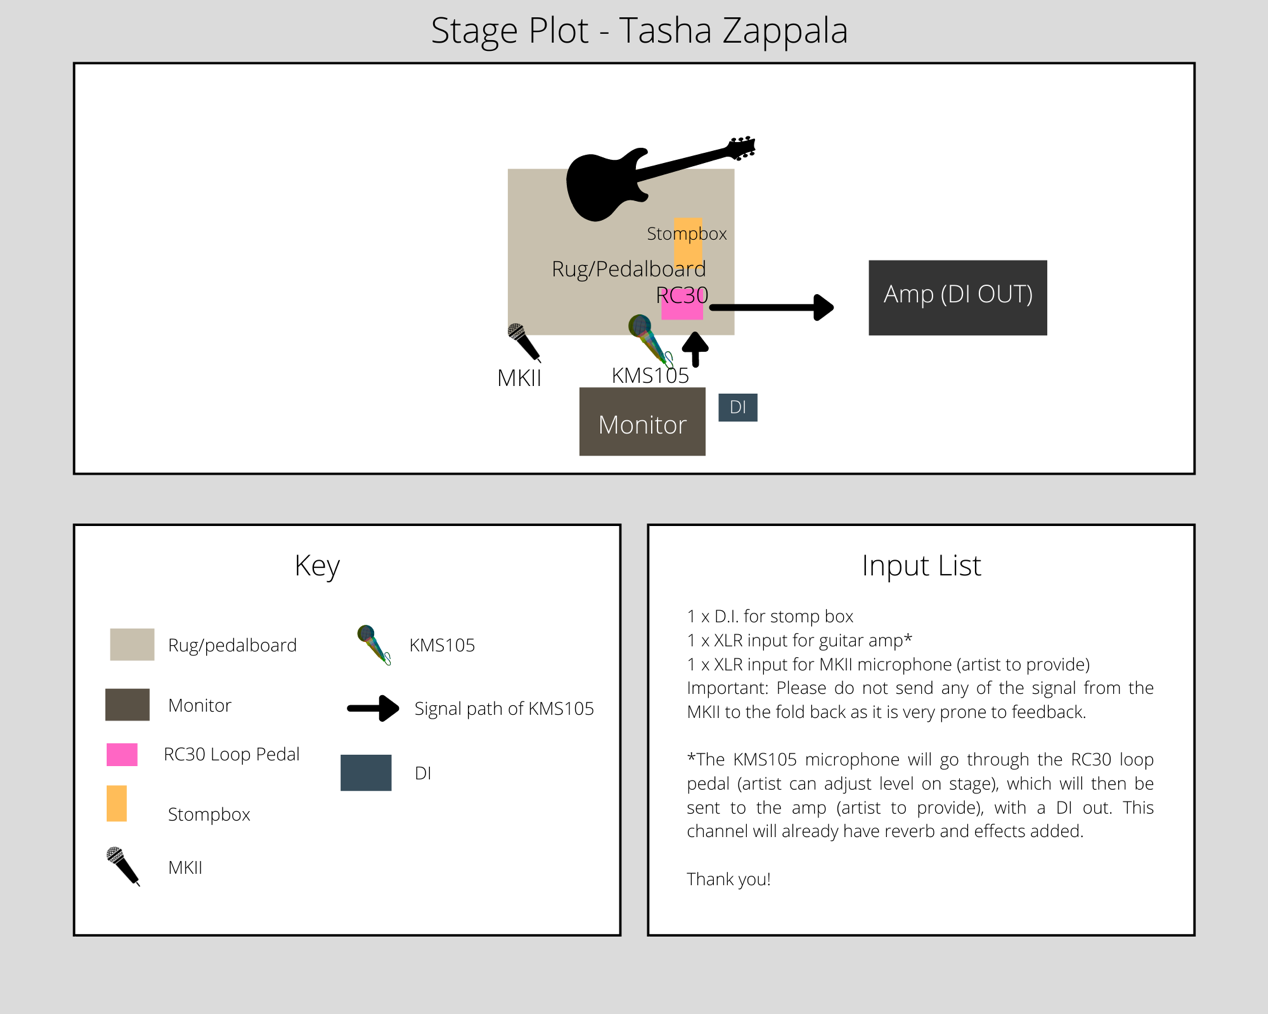 Stage Plot - Tasha Zappala
Stompbox
Rug/Pedalboard
RC30
Amp (DI OUT)
MKII
KMS105
DI
Monitor
Key
Rug/pedalboard
KMS105
Monitor
Signal path of KMS105
RC30 Loop Pedal
DI
Stompbox
MKII
Input List
1 x D.I. for stomp box
1 x XLR input for guitar amp*
1 x XLR input for MKII microphone (artist to provide)
Important: Please do not send any of the signal from the
MKII to the fold back as it is very prone to feedback.
*The KMS105 microphone will go through the RC30 loop
pedal (artist can adjust level on stage), which will then be
sent to the amp (artist to provide), with a DI out. This
channel will already have reverb and effects added.
Thank you!